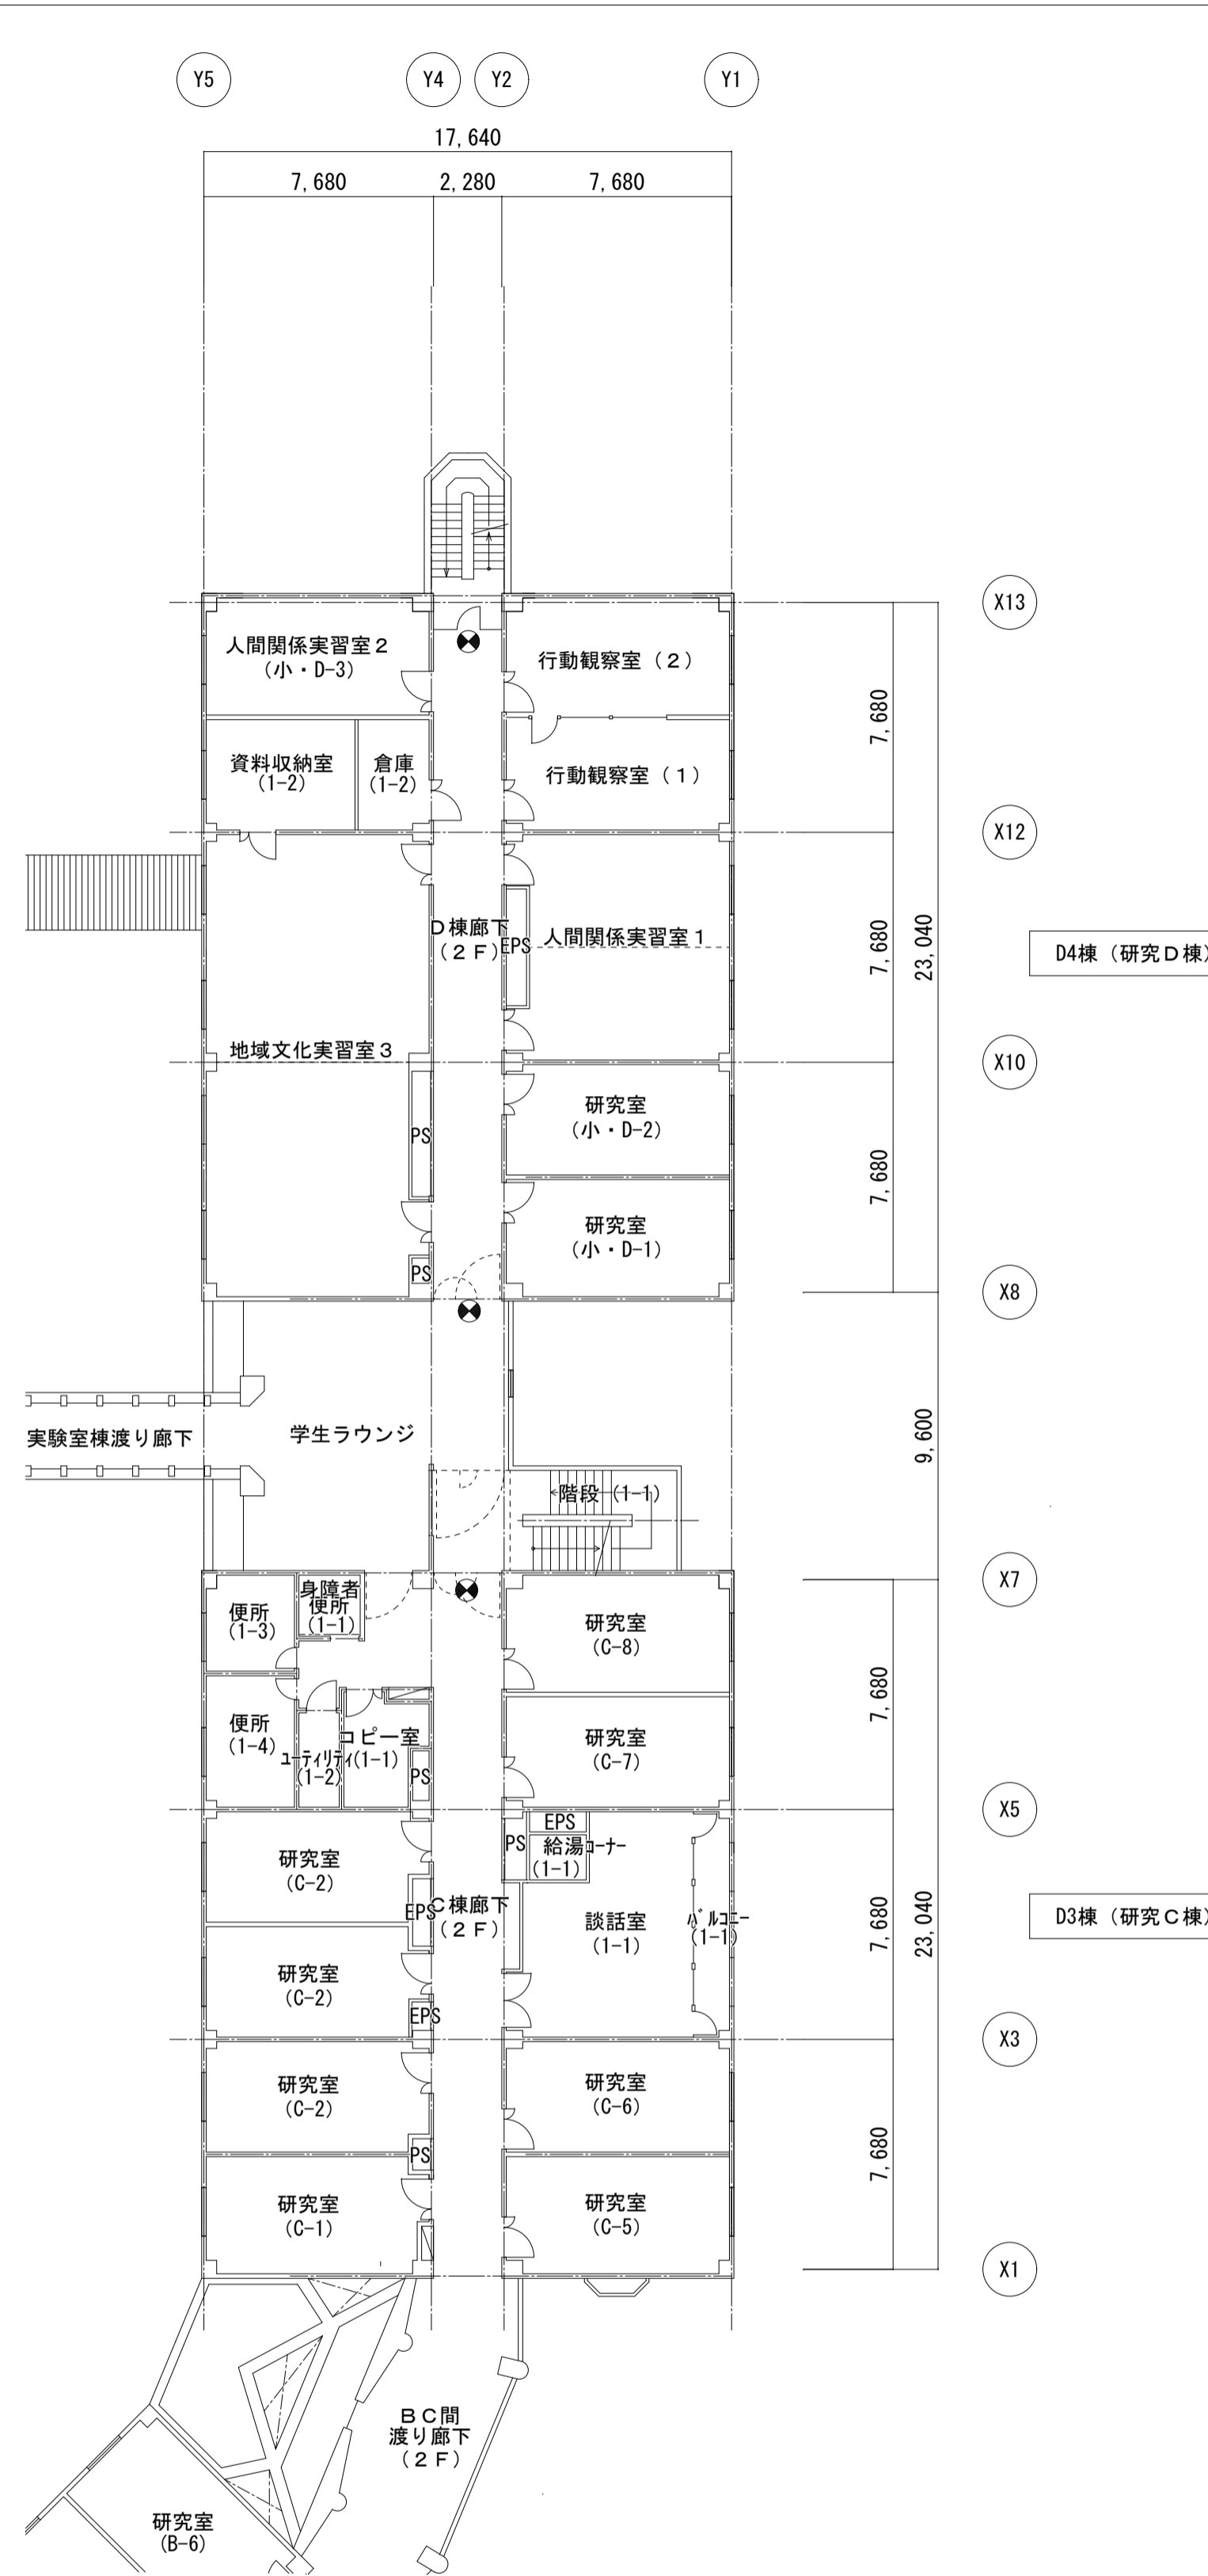 Y5
Y4
Y2
Y1
17,640
7,680
2,280
7,680
X13
人間関係実習室２
(小・D-3)
行動観察室（２）
7,680
資料収納室
(1-2)
倉庫
(1-2)
行動観察室（１）
X12
Ｄ棟廊下
（２Ｆ）
EPS
人間関係実習室１
7,680
23,040
D4棟（研究Ｄ棟）
地域文化実習室３
X10
研究室
(小・D-2)
PS
7,680
研究室
(小・D-1)
PS
X8
実験室棟渡り廊下
学生ラウンジ
9,600
階段 (1-1)
X7
便所
(1-3)
身障者
便所
(1-1)
研究室
(C-8)
7,680
便所
(1-4)
ﾕｰﾃｨﾘﾃｨ
(1-2)
コピー室
(1-1)
PS
研究室
(C-7)
X5
EPS
PS
給湯ｺｰﾅｰ
(1-1)
研究室
(C-2)
EPS
Ｃ棟廊下
（２Ｆ）
談話室
(1-1)
ﾊﾞﾙｺﾆｰ
(1-1)
7,680
23,040
D3棟（研究Ｃ棟）
研究室
(C-2)
EPS
X3
研究室
(C-2)
研究室
(C-6)
PS
7,680
研究室
(C-1)
研究室
(C-5)
X1
ＢＣ間
渡り廊下
（２Ｆ）
研究室
(B-6)